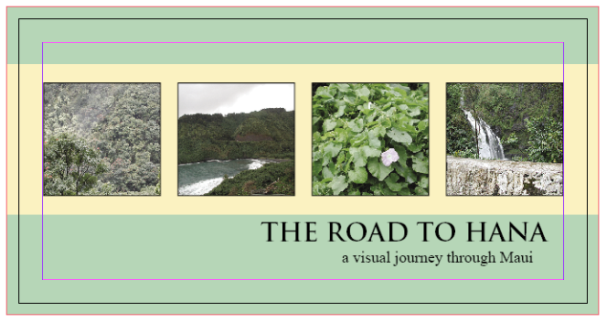 THE ROAD TO HANA
a visual journey through Maui